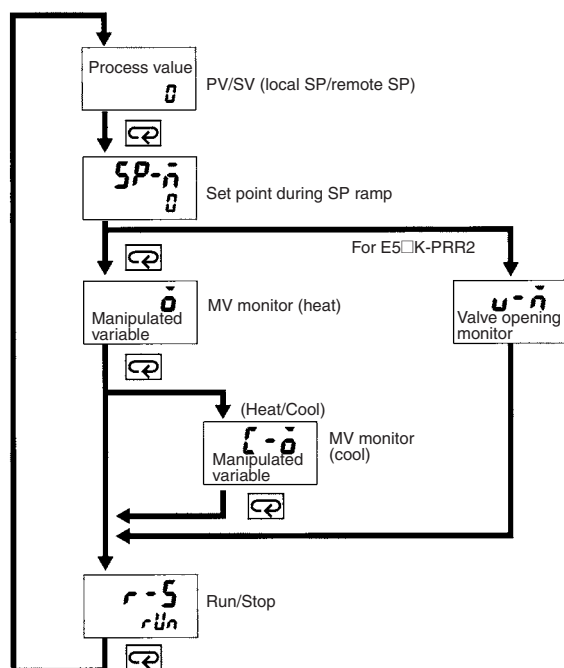 Process value
0
PV/SV (local SP/remote SP)
SP-m̄
0
Set point during SP ramp
For E5□K-PRR2
ǒ
Manipulated
variable
MV monitor (heat)
u-m̄
Valve opening
monitor
(Heat/Cool)
C-ǒ
Manipulated
variable
MV monitor
(cool)
r-S
rUn
Run/Stop